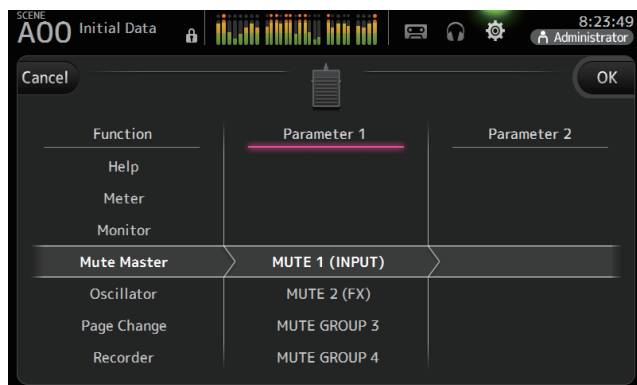 SCENE
A00 Initial Data
8:23:49
Administrator
Cancel
OK
Function Parameter 1 Parameter 2
Help
Meter
Monitor
Mute Master MUTE 1 (INPUT)
Oscillator MUTE 2 (FX)
Page Change MUTE GROUP 3
Recorder MUTE GROUP 4